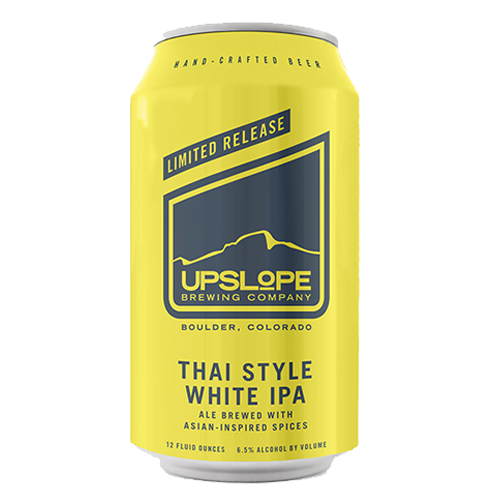 HAND-CRAFTED BEER
LIMITED RELEASE
UPSLOPE
BREWING COMPANY
BOULDER, COLORADO
THAI STYLE
WHITE IPA
ALE BREWED WITH
ASIAN-INSPIRED SPICES
12 FLUID OUNCES 6.5% ALCOHOL BY VOLUME